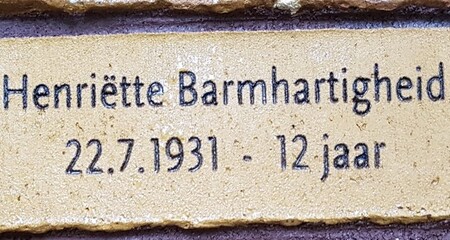 Henriëtte Barmhartigheid
22.7.1931 - 12 jaar